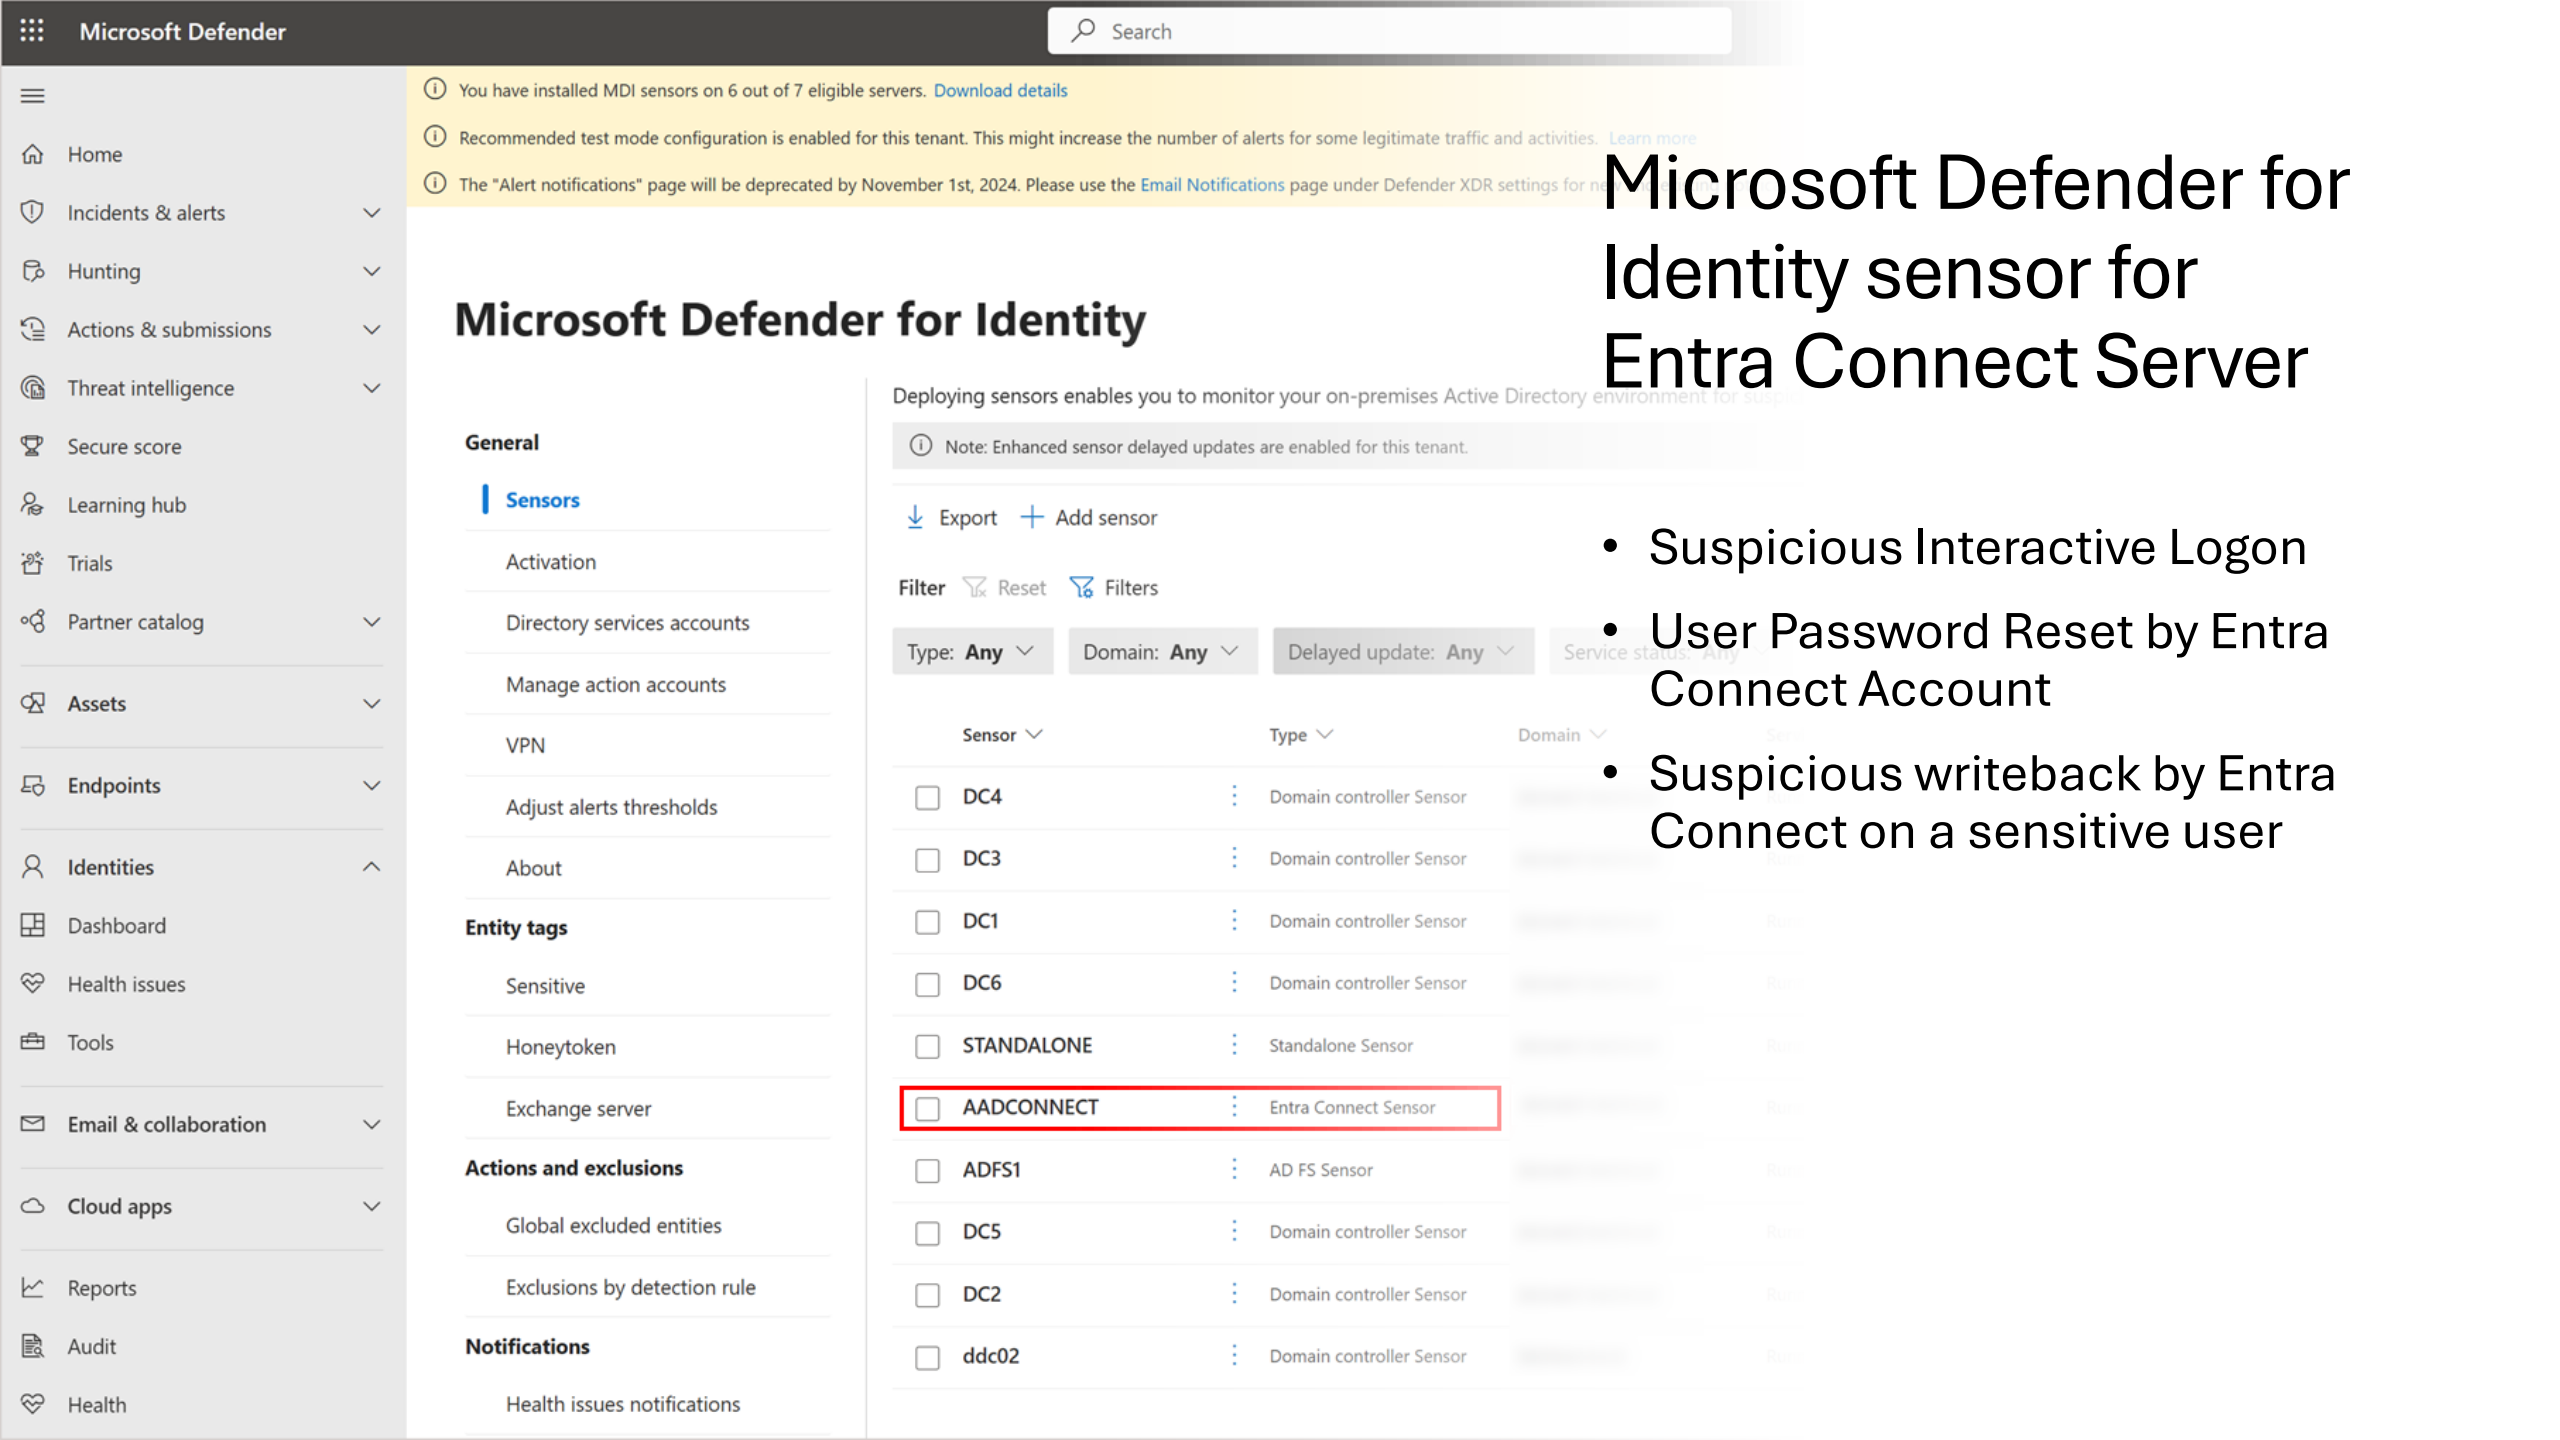 Microsoft Defender
Search
Home
Incidents & alerts
Hunting
Actions & submissions
Threat intelligence
Secure score
Learning hub
Trials
Partner catalog
Assets
Endpoints
Identities
Dashboard
Health issues
Tools
Email & collaboration
Cloud apps
Reports
Audit
Health
You have installed MDI sensors on 6 out of 7 eligible servers. Download details
Recommended test mode configuration is enabled for this tenant. This might increase the number of alerts for some legitimate traffic and activities. Learn more
The "Alert notifications" page will be deprecated by November 1st, 2024. Please use the Email Notifications page under Defender XDR settings for
Microsoft Defender for Identity
General
Sensors
Activation
Directory services accounts
Manage action accounts
VPN
Adjust alerts thresholds
About
Entity tags
Sensitive
Honeytoken
Exchange server
Actions and exclusions
Global excluded entities
Exclusions by detection rule
Notifications
Health issues notifications
Deploying sensors enables you to monitor your on-premises Active Directory environment for
Note: Enhanced sensor delayed updates are enabled for this tenant.
Export Add sensor
Filter Reset Filters
Type: Any Domain: Any Delayed update: Any Service status: Any
Sensor Type Domain
DC4 Domain controller Sensor
DC3 Domain controller Sensor
DC1 Domain controller Sensor
DC6 Domain controller Sensor
STANDALONE Standalone Sensor
AADCONNECT Entra Connect Sensor
ADFS1 AD FS Sensor
DC5 Domain controller Sensor
DC2 Domain controller Sensor
ddc02 Domain controller Sensor
Microsoft Defender for
Identity sensor for
Entra Connect Server
• Suspicious Interactive Logon
• User Password Reset by Entra
Connect Account
• Suspicious writeback by Entra
Connect on a sensitive user